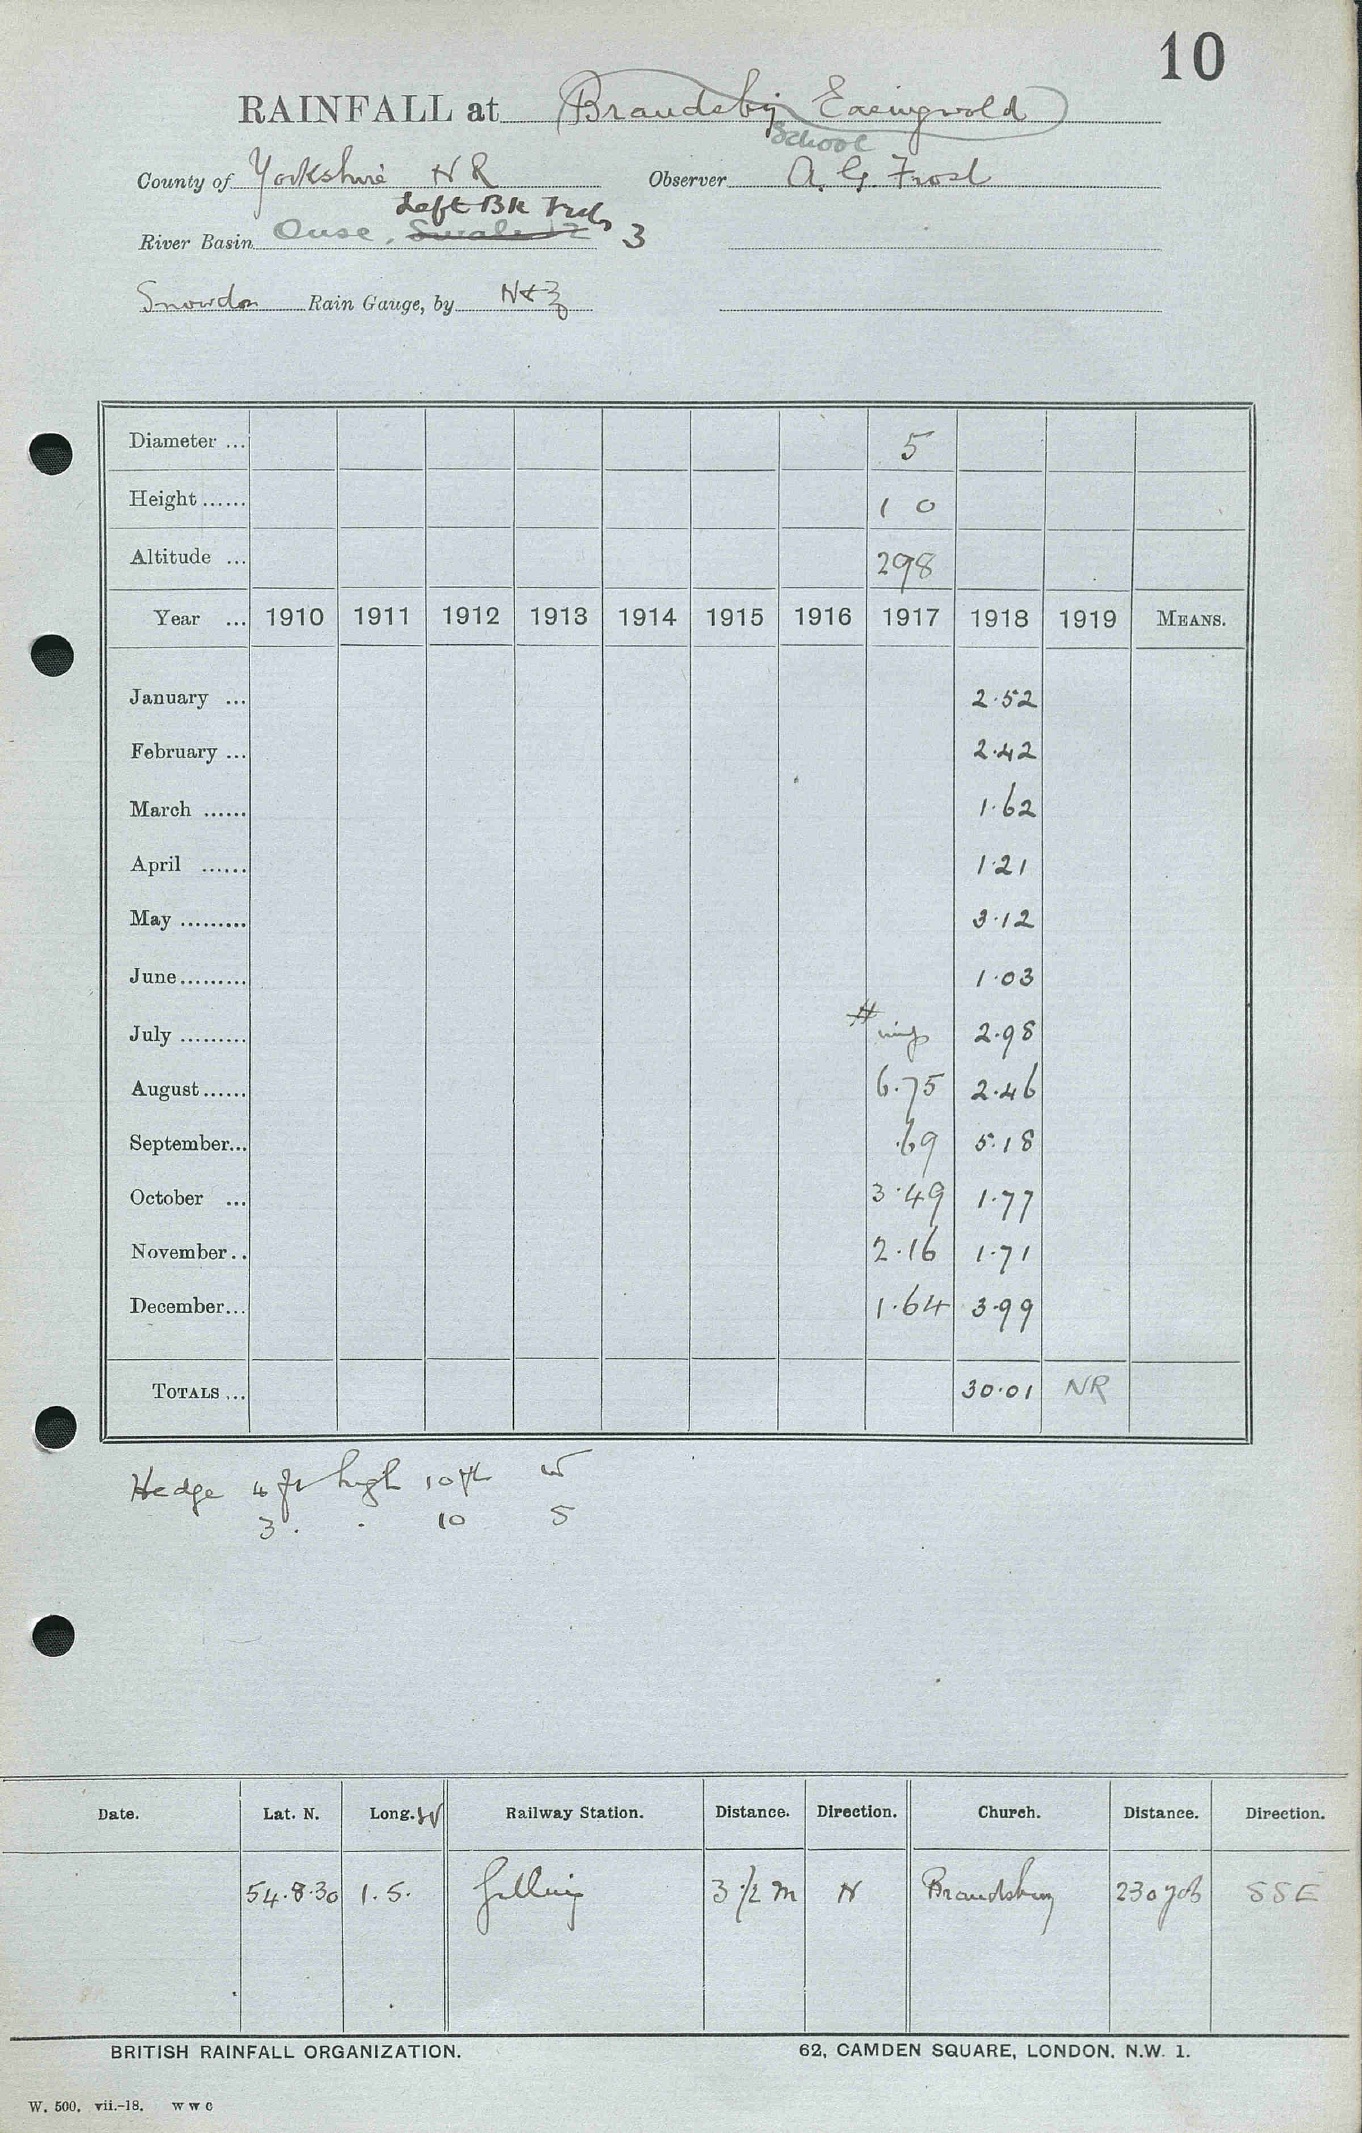 10
RAINFALL at Brandsby Easingwold
School
County of Yorkshire N R Observer A. G. Frost
Left Bk Tribs
River Basin Ouse, Swale 12 3
Snowdon Rain Gauge, by N & Z
Diameter ... 5
Height ...... 1 0
Altitude ... 298
Year ... 1910 1911 1912 1913 1914 1915 1916 1917 1918 1919 MEANS.
January ... 2.52
February ... 2.42
March ...... 1.62
April ...... 1.21
May ......... 3.12
June ......... 1.03
July ......... 2.98
August ...... 6.75 2.46
September... .69 5.18
October ... 3.49 1.77
November .. 2.16 1.71
December... 1.64 3.99
TOTALS ... 30.01 NR
Hedge 4 ft high 10 ft W
3 . . 10 S
Date. Lat. N. Long. W Railway Station. Distance. Direction. Church. Distance. Direction.
54.8.30 1.5. Gilling 3 1/2 m N Brandsby 230 yds SSE
BRITISH RAINFALL ORGANIZATION. 62, CAMDEN SQUARE, LONDON, N.W. 1.
W. 500. vii.-18. W W C